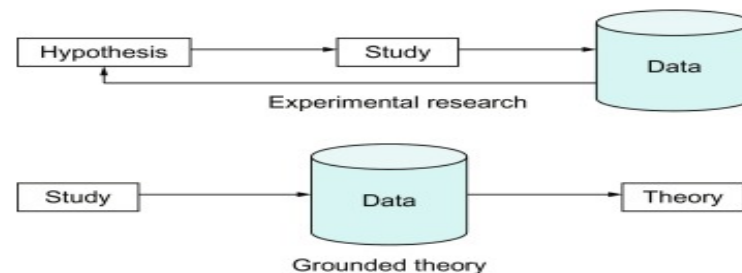 Hypothesis
Study
Data
Experimental research
Study
Data
Theory
Grounded theory